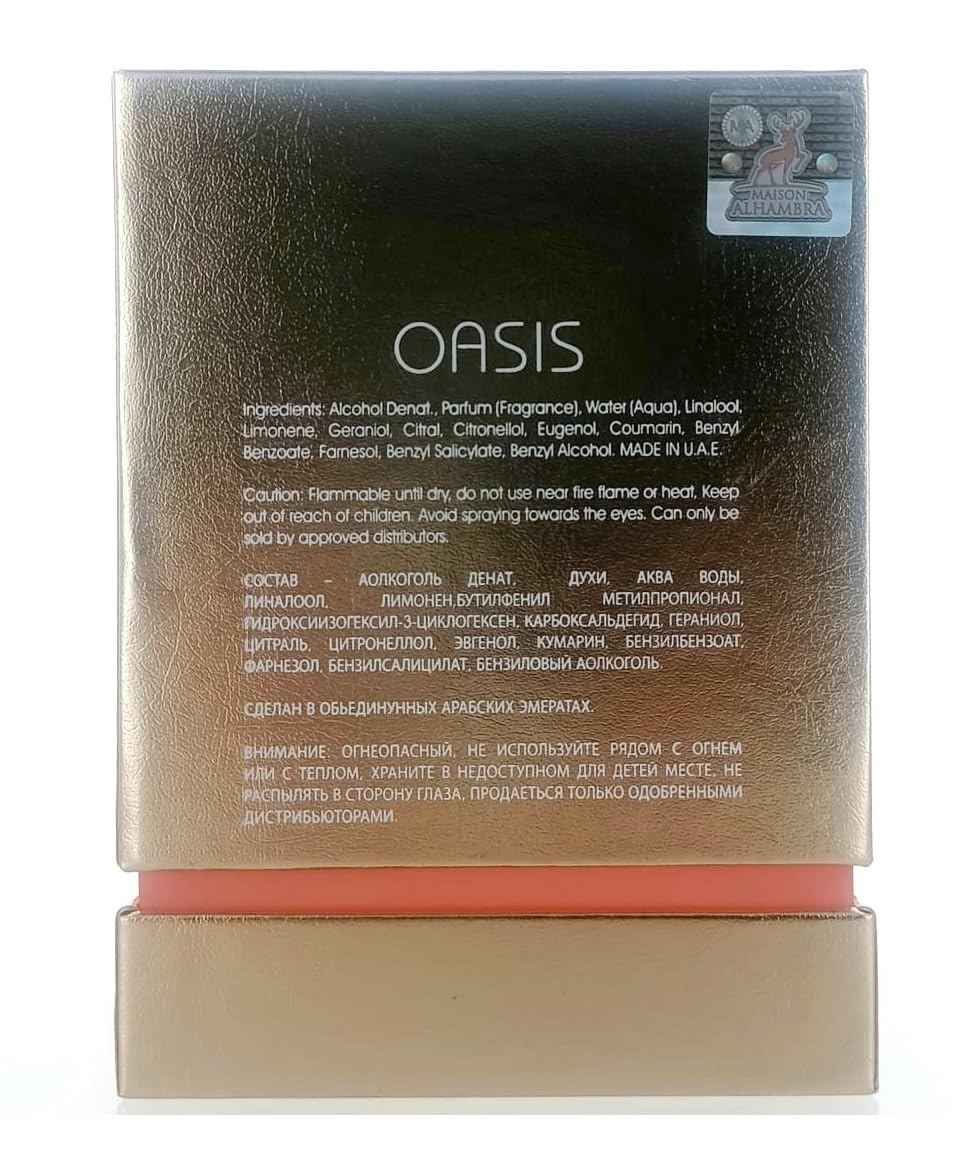 MA
MAISON
ALHAMBRA
OASIS
Ingredients: Alcohol Denat., Parfum (Fragrance), Water (Aqua), Linalool,
Limonene, Geraniol, Citral, Citronellol, Eugenol, Coumarin, Benzyl
Benzoate, Farnesol, Benzyl Salicylate, Benzyl Alcohol. MADE IN U.A.E.
Caution: Flammable until dry, do not use near fire flame or heat, Keep
out of reach of children. Avoid spraying towards the eyes. Can only be
sold by approved distributors.
СОСТАВ – АОЛКОГОЛЬ ДЕНАТ, ДУХИ, АКВА ВОДЫ,
ЛИНАЛООЛ, ЛИМОНЕН,БУТИЛФЕНИЛ МЕТИЛПРОПИОНАЛ,
ГИДРОКСИИЗОГЕКСИЛ-3-ЦИКЛОГЕКСЕН, КАРБОКСАЛЬДЕГИД, ГЕРАНИОЛ,
ЦИТРАЛЬ, ЦИТРОНЕЛЛОЛ, ЭВГЕНОЛ, КУМАРИН, БЕНЗИЛБЕНЗОАТ,
ФАРНЕЗОЛ, БЕНЗИЛСАЛИЦИЛАТ, БЕНЗИЛОВЫЙ АОЛКОГОЛЬ.
СДЕЛАН В ОБЬЕДИНУННЫХ АРАБСКИХ ЭМЕРАТАХ.
ВНИМАНИЕ: ОГНЕОПАСНЫЙ, НЕ ИСПОЛЬЗУЙТЕ РЯДОМ С ОГНЕМ
ИЛИ С ТЕПЛОМ, ХРАНИТЕ В НЕДОСТУПНОМ ДЛЯ ДЕТЕЙ МЕСТЕ, НЕ
РАСПЫЛЯТЬ В СТОРОНУ ГЛАЗА, ПРОДАЕТЬСЯ ТОЛЬКО ОДОБРЕННЫМИ
ДИСТРИБЬЮТОРАМИ.